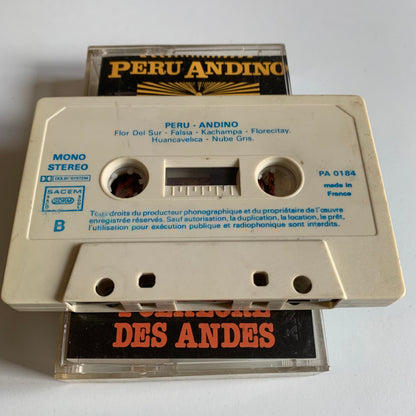 PERU ANDINO
PERU - ANDINO
Flor Del Sur - Falsia - Kachampa - Florecitay.
Huancavelica - Nube Gris.
MONO
STEREO
DOLBY SYSTEM
PA 0184
made in
France
SACEM
SDRM
B
Tous droits du producteur phonographique et du propriétaire de l'œuvre
enregistrée réservés. Sauf autorisation, la duplication, la location, le prêt,
l'utilisation pour exécution publique et radiophonique sont interdits.
FOLKLORE
DES ANDES